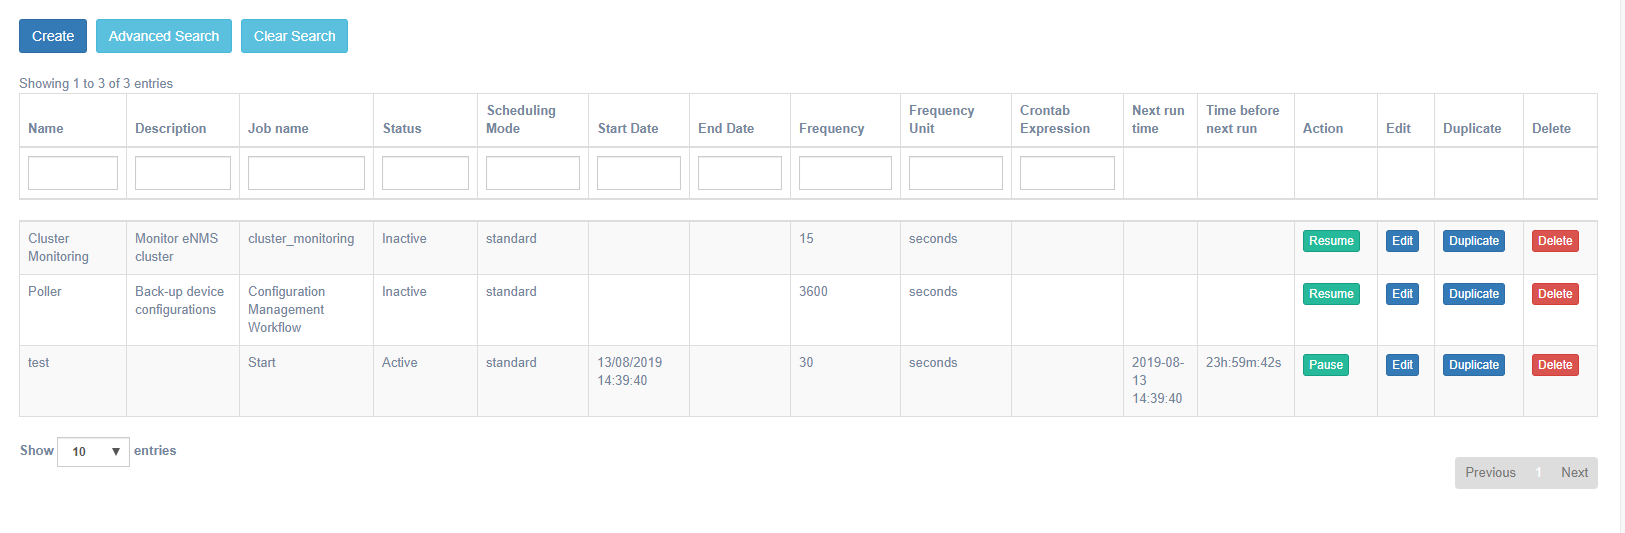 Create Advanced Search Clear Search
Showing 1 to 3 of 3 entries
Name Description Job name Status Scheduling Mode Start Date End Date Frequency Frequency Unit Crontab Expression Next run time Time before next run Action Edit Duplicate Delete
Cluster Monitoring Monitor eNMS cluster cluster_monitoring Inactive standard 15 seconds Resume Edit Duplicate Delete
Poller Back-up device configurations Configuration Management Workflow Inactive standard 3600 seconds Resume Edit Duplicate Delete
test Start Active standard 13/08/2019 14:39:40 30 seconds 2019-08-13 14:39:40 23h:59m:42s Pause Edit Duplicate Delete
Show 10 entries
Previous 1 Next